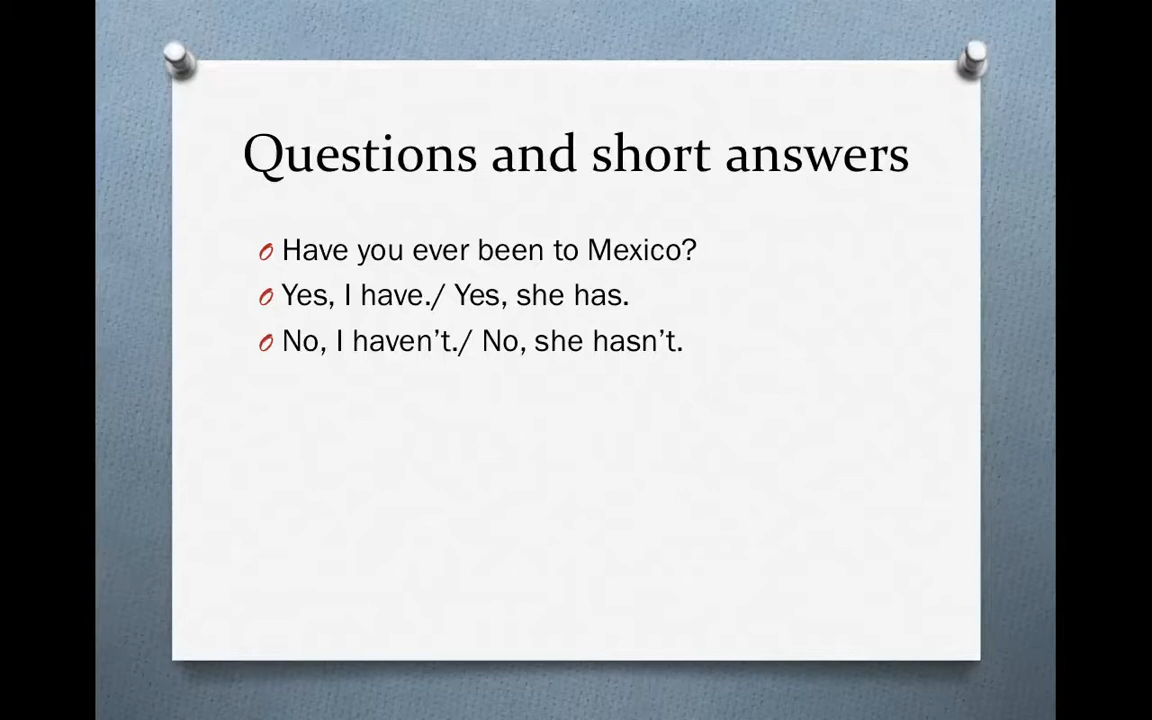 Questions and short answers
Have you ever been to Mexico?
Yes, I have./ Yes, she has.
No, I haven’t./ No, she hasn’t.